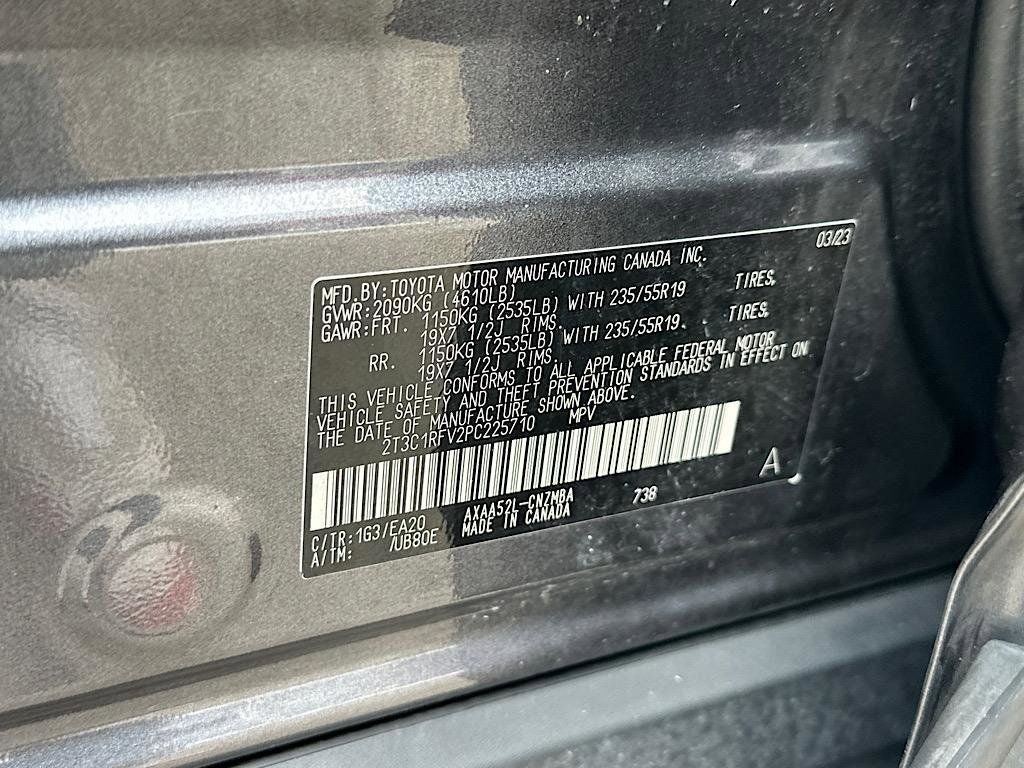 03/23
MFD.BY:TOYOTA MOTOR MANUFACTURING CANADA INC.
GVWR:2090KG (4610LB)
GAWR:FRT. 1150KG (2535LB) WITH 235/55R19 TIRES,
19X7 1/2J RIMS.
RR. 1150KG (2535LB) WITH 235/55R19. TIRES,
19X7 1/2J RIMS.
THIS VEHICLE CONFORMS TO ALL APPLICABLE FEDERAL MOTOR
VEHICLE SAFETY AND THEFT PREVENTION STANDARDS IN EFFECT ON
THE DATE OF MANUFACTURE SHOWN ABOVE.
2T3C1RFV2PC225710 MPV
A
C/TR:1G3/EA20 AXAA52L-CNZMBA 738
A/TM: /UB80E MADE IN CANADA